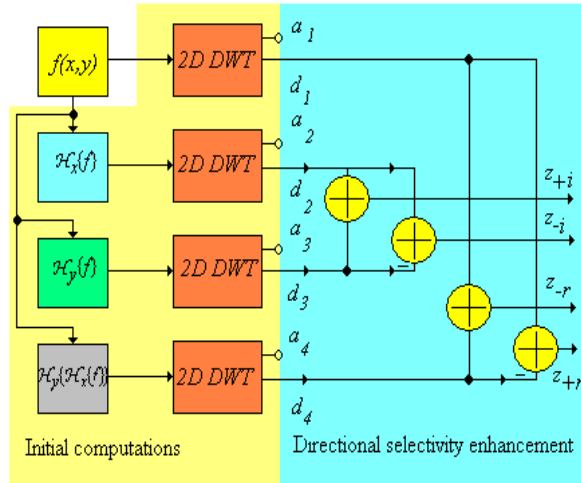 f(x,y)
2D DWT
a1
d1
ℋx{f}
2D DWT
a2
d2
ℋy{f}
2D DWT
a3
d3
ℋy{ℋx{f}}
2D DWT
a4
d4
z+i
z-i
–
z-r
–
z+r
Initial computations
Directional selectivity enhancement